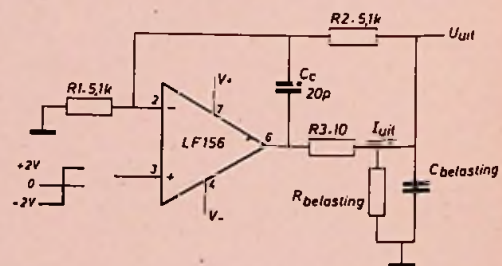 R2·5,1k
Uuit
R1·5,1k
V+
Cc
20p
2
−
7
LF156
6
R3·10
Iuit
+2V
0
−2V
3
+
4
V−
Rbelasting
Cbelasting